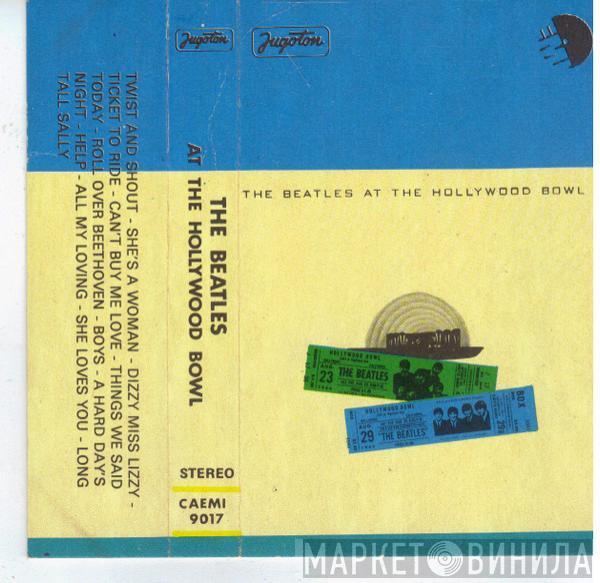 TWIST AND SHOUT - SHE'S A WOMAN - DIZZY MISS LIZZY -
TICKET TO RIDE - CAN'T BUY ME LOVE - THINGS WE SAID
TODAY - ROLL OVER BEETHOVEN - BOYS - A HARD DAY'S
NIGHT - HELP - ALL MY LOVING - SHE LOVES YOU - LONG
TALL SALLY
Jugoton
THE BEATLES
AT THE HOLLYWOOD BOWL
STEREO
CAEMI
9017
Jugoton
EMI
THE BEATLES AT THE HOLLYWOOD BOWL
HOLLYWOOD BOWL
AUG
23
THE BEATLES
HOLLYWOOD BOWL
AUG
29
"THE BEATLES"
BOX
МАРКЕТ ВИНИЛА